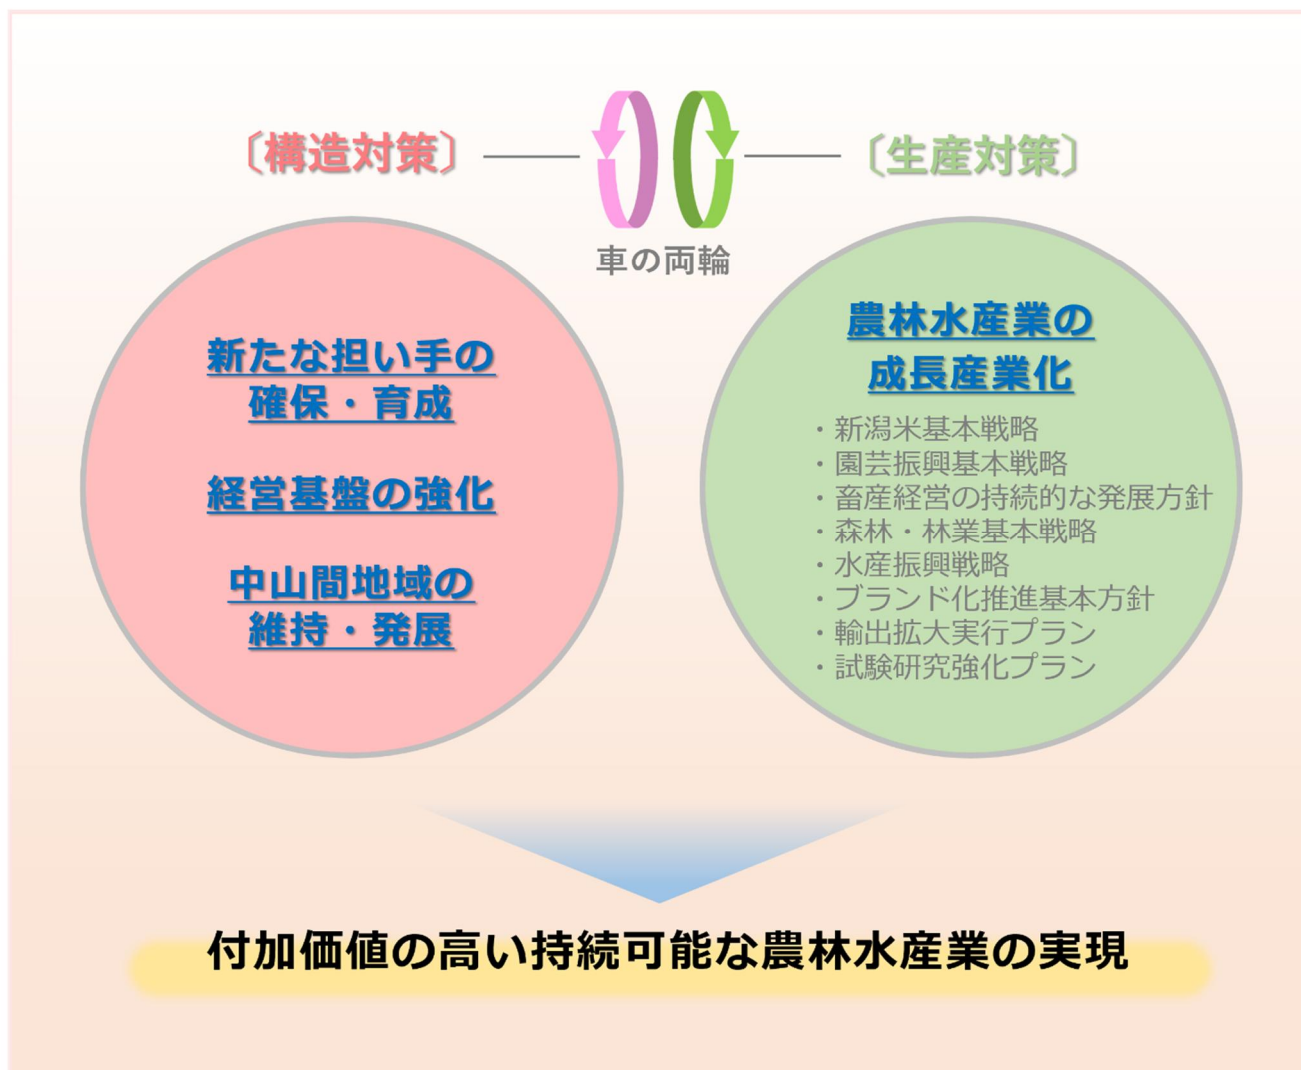 〔構造対策〕
車の両輪
〔生産対策〕
新たな担い手の
確保・育成
経営基盤の強化
中山間地域の
維持・発展
農林水産業の
成長産業化
・新潟米基本戦略
・園芸振興基本戦略
・畜産経営の持続的な発展方針
・森林・林業基本戦略
・水産振興戦略
・ブランド化推進基本方針
・輸出拡大実行プラン
・試験研究強化プラン
付加価値の高い持続可能な農林水産業の実現